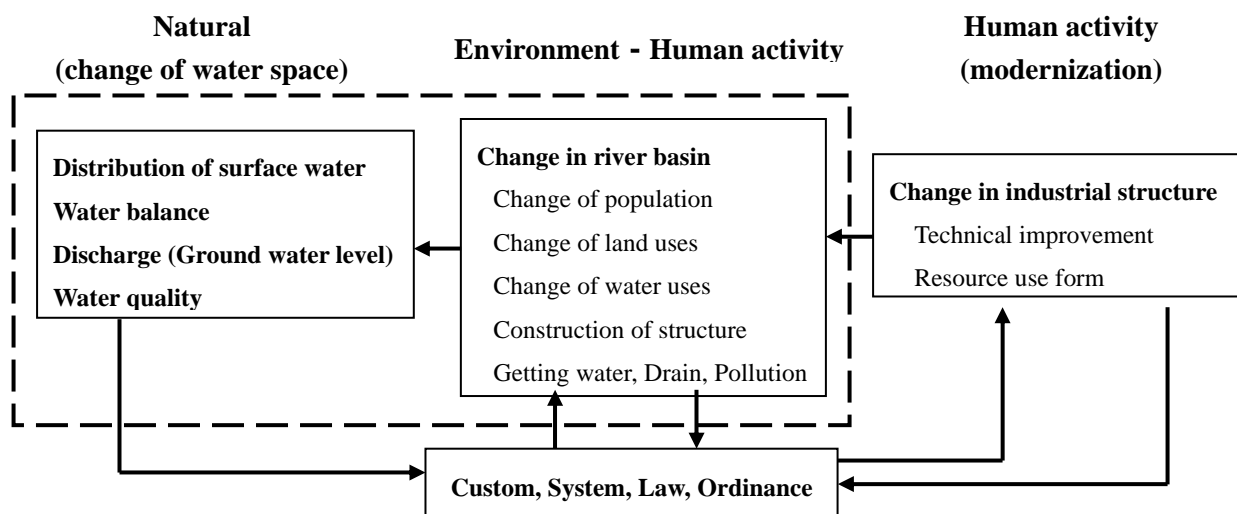 Natural
(change of water space)
Environment - Human activity
Human activity
(modernization)
Distribution of surface water
Water balance
Discharge (Ground water level)
Water quality
Change in river basin
Change of population
Change of land uses
Change of water uses
Construction of structure
Getting water, Drain, Pollution
Change in industrial structure
Technical improvement
Resource use form
Custom, System, Law, Ordinance